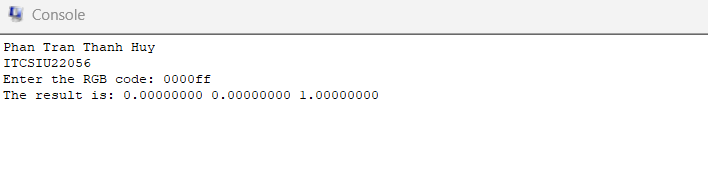 Console
Phan Tran Thanh Huy
ITCSIU22056
Enter the RGB code: 0000ff
The result is: 0.00000000 0.00000000 1.00000000